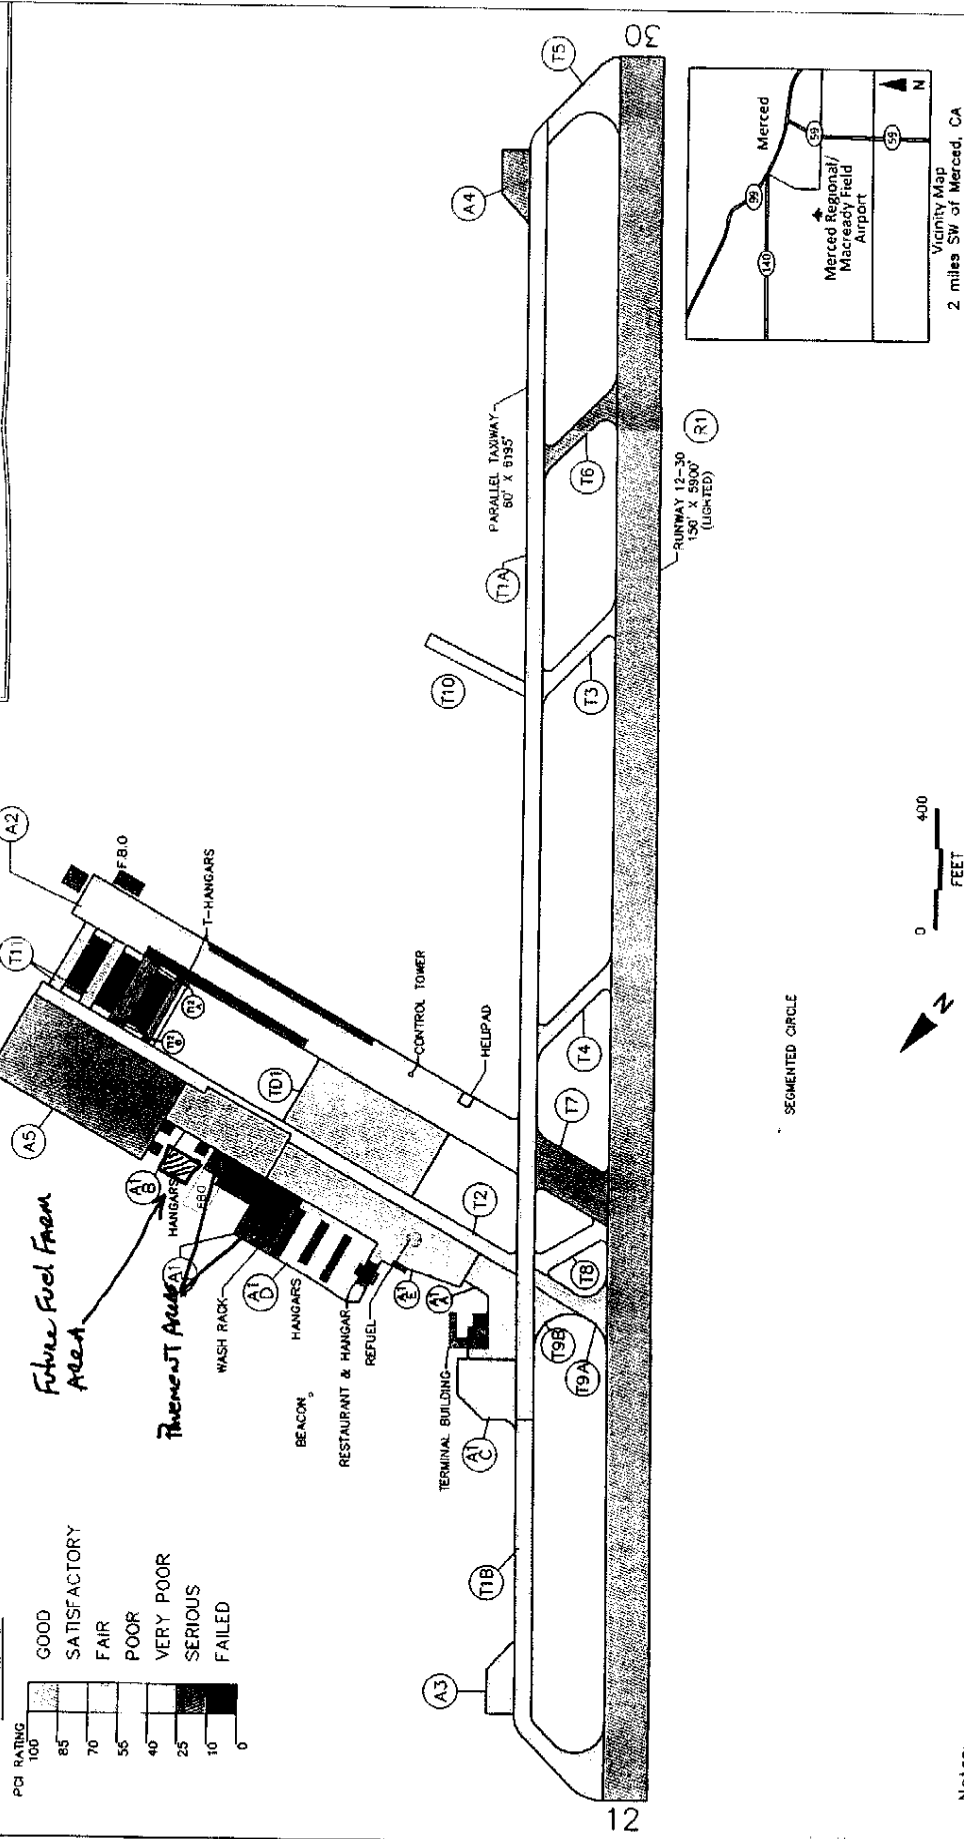 PCI RATING
100
85
70
55
40
25
10
0
GOOD
SATISFACTORY
FAIR
POOR
VERY POOR
SERIOUS
FAILED
Future Fuel Farm
Area
Pavement Area
A3
T1B
A1
C
TERMINAL BUILDING
A1
A
A1
E
REFUEL
RESTAURANT & HANGAR
BEACON
HANGARS
A1
D
WASH RACK
A1
FBO
HANGARS
A1
B
A5
T11
A2
F.B.O
T-HANGARS
TD1
CONTROL TOWER
HELIPAD
T2
T9A
T9B
T8
T7
T4
T10
T3
T1A
PARALLEL TAXIWAY
60' X 6195'
T6
A4
T5
12
30
RUNWAY 12-30
150' X 5900'
(LIGHTED)
R1
SEGMENTED CIRCLE
N
0
400
FEET
99
140
59
59
Merced
Merced Regional/
Macready Field
Airport
N
Vicinity Map
2 miles SW of Merced, CA
Notes: